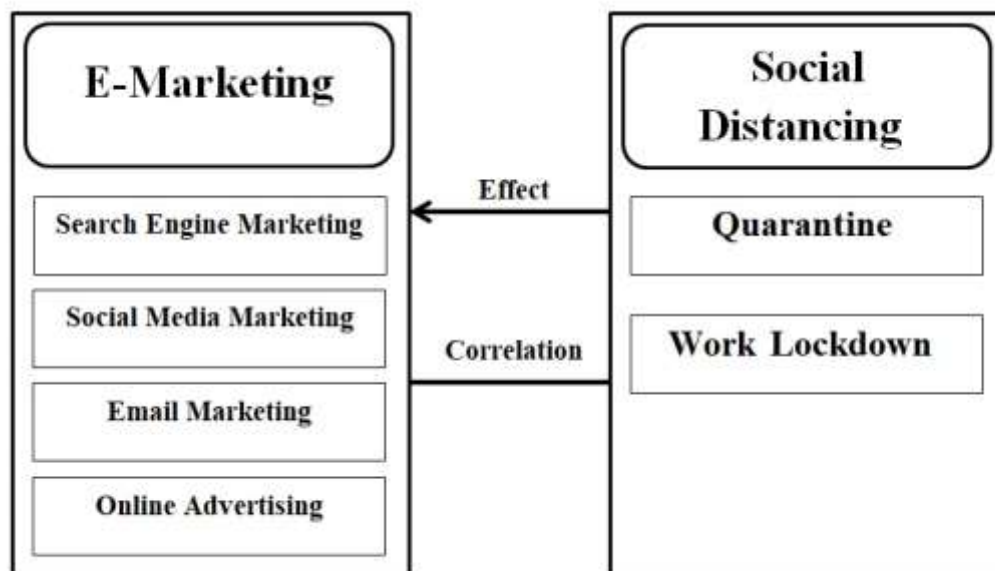 E-Marketing
Search Engine Marketing
Social Media Marketing
Email Marketing
Online Advertising
Effect
Correlation
Social
Distancing
Quarantine
Work Lockdown